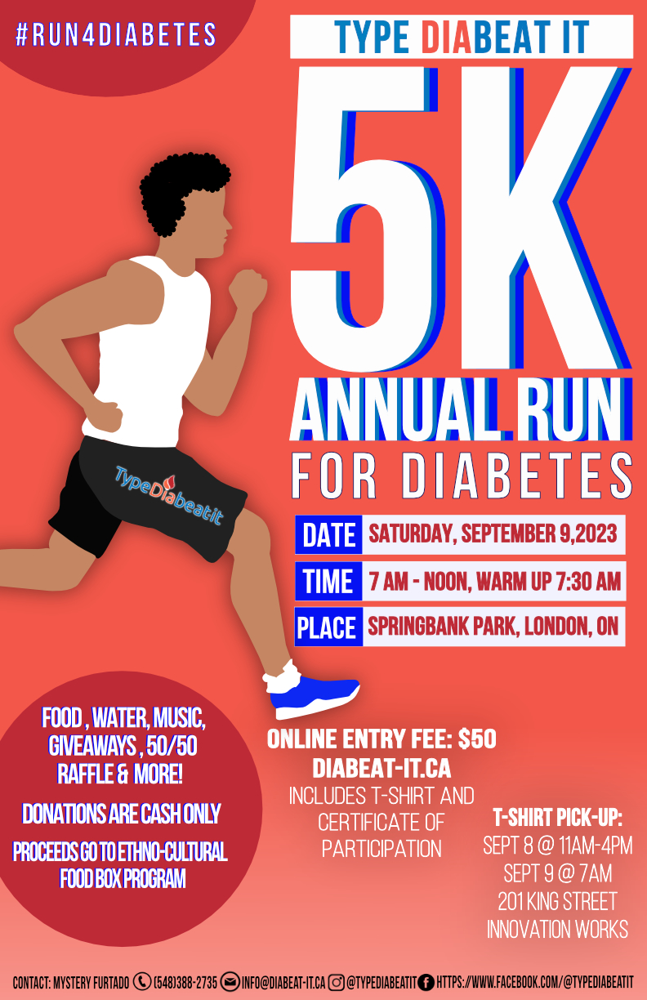 #RUN4DIABETES
TYPE DIABEAT IT
5K
ANNUAL RUN
FOR DIABETES
TypeDiabeat·it
DATE SATURDAY, SEPTEMBER 9,2023
TIME 7 AM - NOON, WARM UP 7:30 AM
PLACE SPRINGBANK PARK, LONDON, ON
FOOD , WATER, MUSIC,
GIVEAWAYS , 50/50
RAFFLE & MORE!
DONATIONS ARE CASH ONLY
PROCEEDS GO TO ETHNO-CULTURAL
FOOD BOX PROGRAM
ONLINE ENTRY FEE: $50
DIABEAT-IT.CA
INCLUDES T-SHIRT AND
CERTIFICATE OF
PARTICIPATION
T-SHIRT PICK-UP:
SEPT 8 @ 11AM-4PM
SEPT 9 @ 7AM
201 KING STREET
INNOVATION WORKS
CONTACT: MYSTERY FURTADO (548)388-2735 INFO@DIABEAT-IT.CA @TYPEDIABEATIT HTTPS://WWW.FACEBOOK.COM/@TYPEDIABEATIT